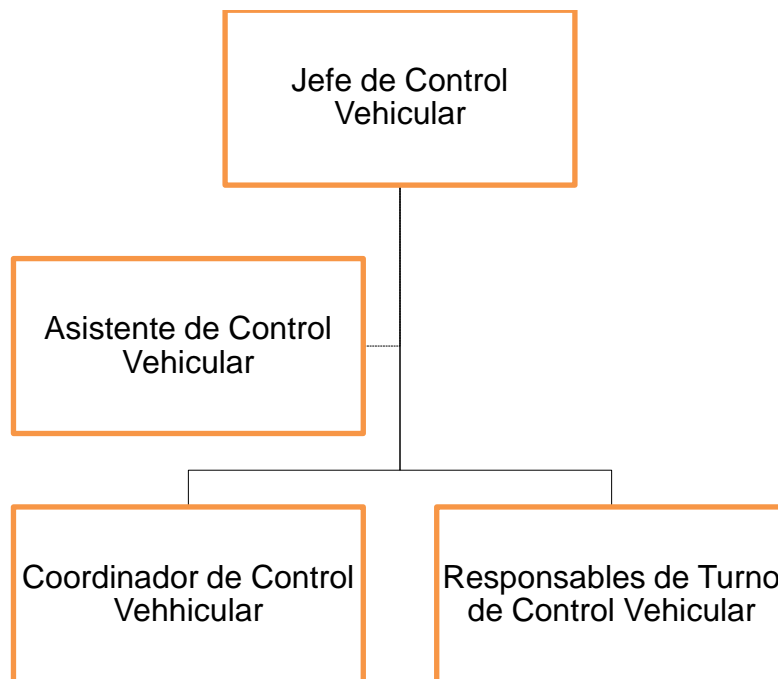 Jefe de Control
Vehicular
Asistente de Control
Vehicular
Coordinador de Control
Vehhicular
Responsables de Turno
de Control Vehicular